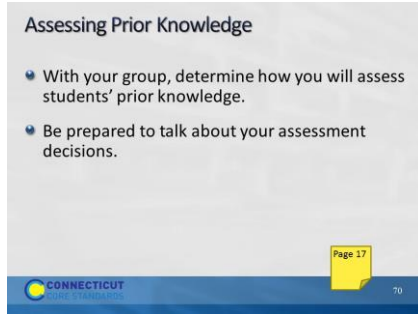 Assessing Prior Knowledge
With your group, determine how you will assess
students’ prior knowledge.
Be prepared to talk about your assessment
decisions.
Page 17
CONNECTICUT
CORE STANDARDS
70